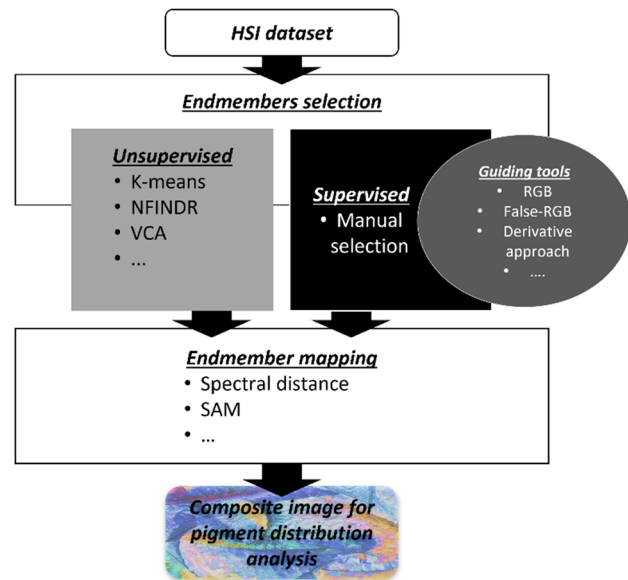 HSI dataset
Endmembers selection
Unsupervised
• K-means
• NFINDR
• VCA
• ...
Supervised
• Manual
selection
Guiding tools
• RGB
• False-RGB
• Derivative
approach
• ....
Endmember mapping
• Spectral distance
• SAM
• ...
Composite image for
pigment distribution
analysis